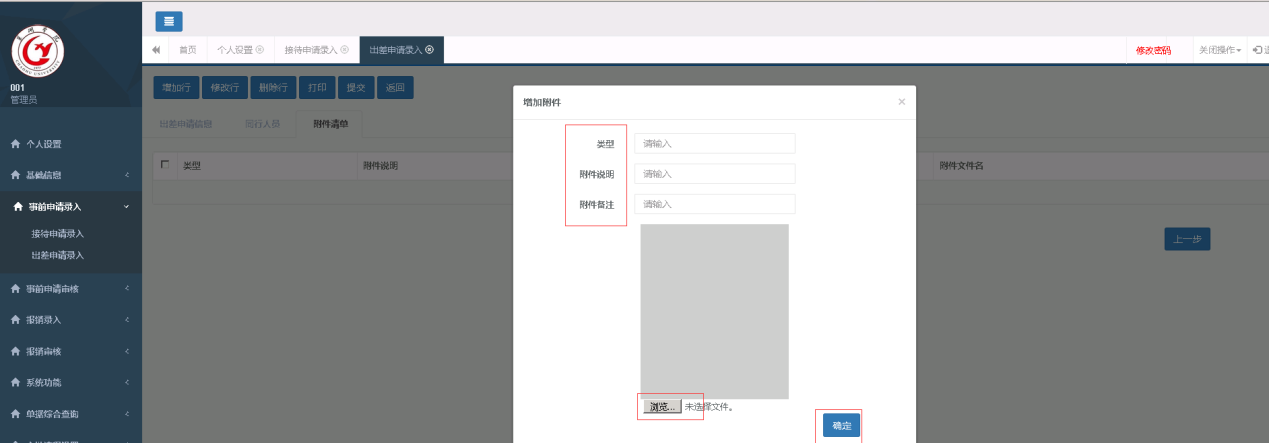 001
管理员
个人设置
基础信息
事前申请录入
接待申请录入
出差申请录入
事前申请审核
报销录入
报销审核
系统功能
单据综合查询
首页
个人设置
接待申请录入
出差申请录入
修改密码
关闭操作
增加行
修改行
删除行
打印
提交
返回
出差申请信息
同行人员
附件清单
类型
附件说明
附件文件名
上一步
增加附件
×
类型
请输入
附件说明
请输入
附件备注
请输入
浏览...
未选择文件。
确定